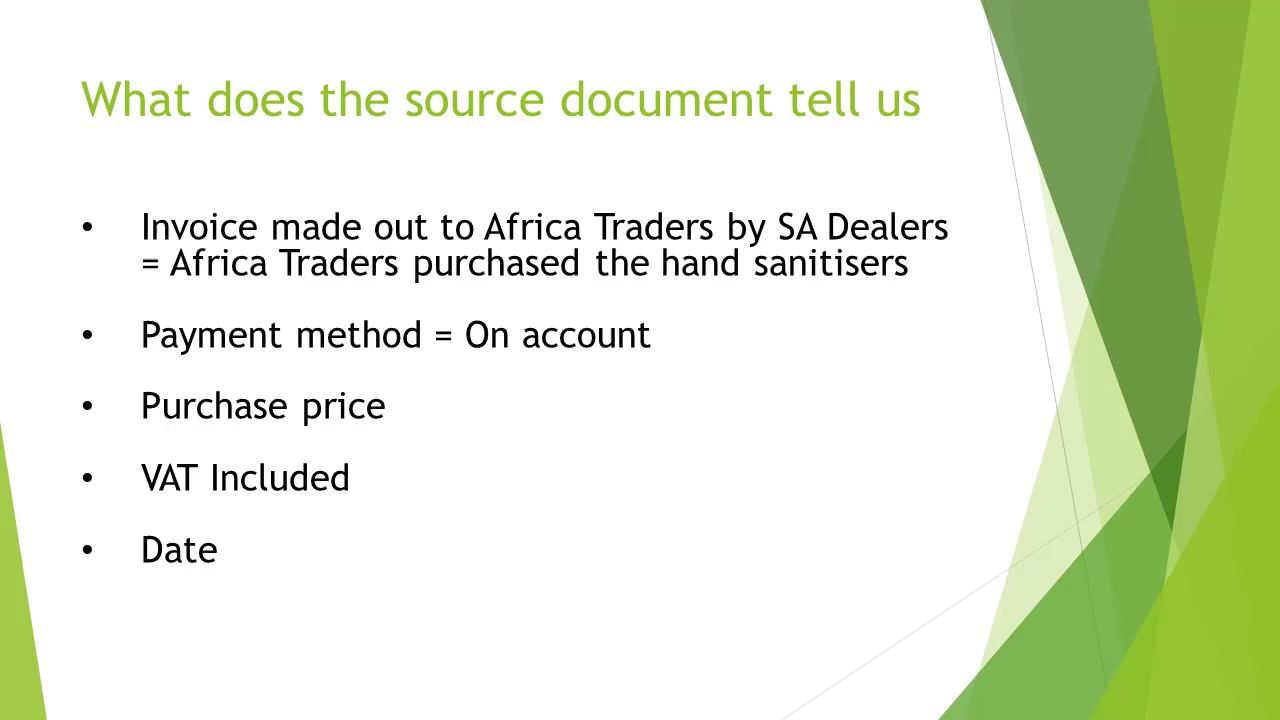 What does the source document tell us
• Invoice made out to Africa Traders by SA Dealers
= Africa Traders purchased the hand sanitisers
• Payment method = On account
• Purchase price
• VAT Included
• Date